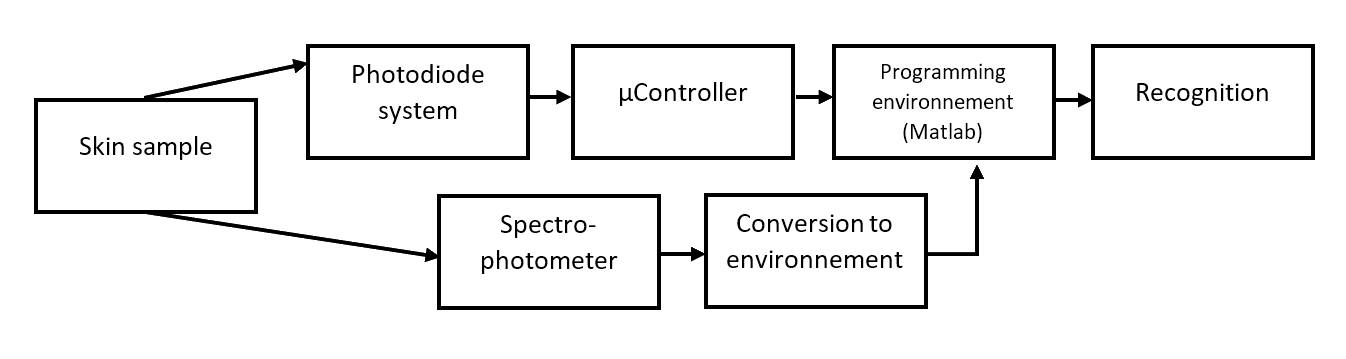 Skin sample
Photodiode
system
µController
Programming
environnement
(Matlab)
Recognition
Spectro-
photometer
Conversion to
environnement